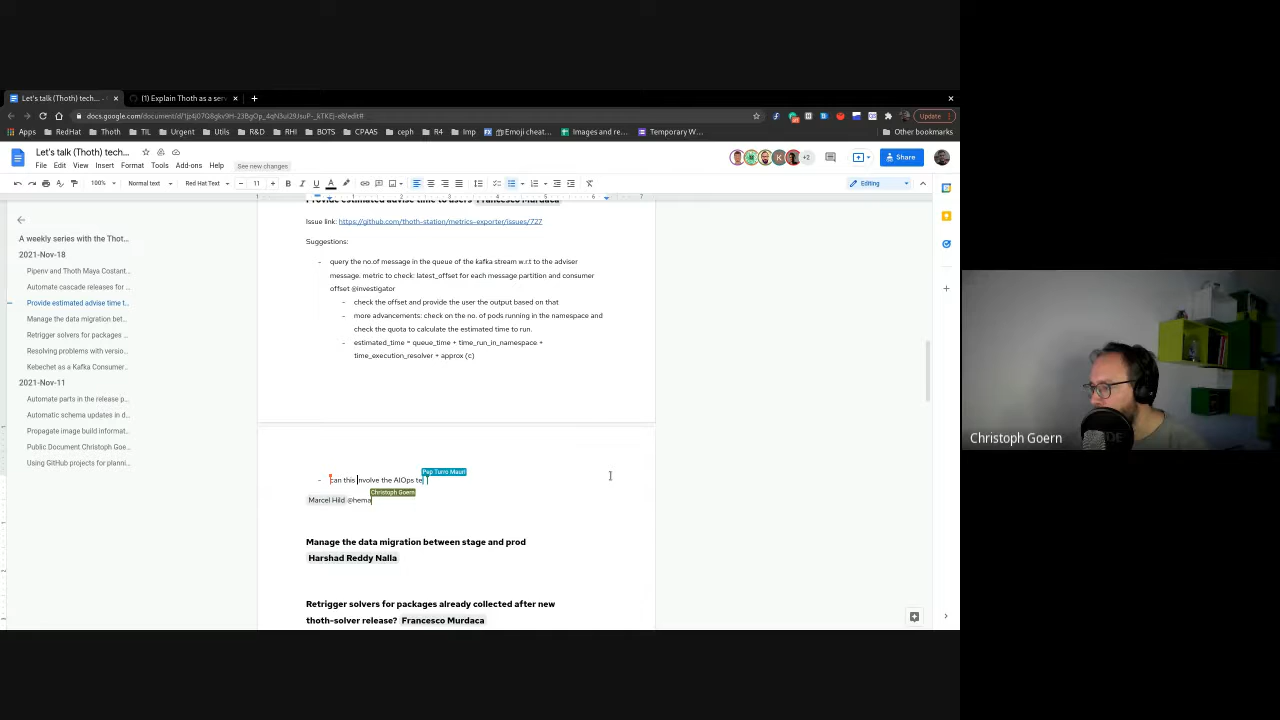 Let's talk (Thoth) tech... -
(1) Explain Thoth as a serv
docs.google.com/document/d/
Update
Apps
RedHat
Thoth
TIL
Urgent
Utils
R&D
RHI
BOTS
CPAAS
ceph
R4
Imp
Emoji cheat...
Images and re...
Temporary W...
Other bookmarks
Let's talk (Thoth) tech...
File Edit View Insert Format Tools Add-ons Help
See new changes
+2
Share
100%
Normal text
Red Hat Text
11
Editing
A weekly series with the Thot...
2021-Nov-18
Pipenv and Thoth Maya Costant...
Automate cascade releases for ...
Provide estimated advise time t...
Manage the data migration bet...
Retrigger solvers for packages ...
Resolving problems with versio...
Kebechet as a Kafka Consumer...
2021-Nov-11
Automate parts in the release p...
Automatic schema updates in d...
Propagate image build informat...
Public Document Christoph Goe...
Using GitHub projects for planni...
Provide estimated advise time to users Francesco Murdaca
Issue link: https://github.com/thoth-station/metrics-exporter/issues/727
Suggestions:
- query the no.of message in the queue of the kafka stream w.r.t to the adviser
message. metric to check: latest_offset for each message partition and consumer
offset @investigator
- check the offset and provide the user the output based on that
- more advancements: check on the no. of pods running in the namespace and
check the quota to calculate the estimated time to run.
- estimated_time = queue_time + time_run_in_namespace +
time_execution_resolver + approx (c)
Pep Turro Mauri
- can this involve the AIOps te
Christoph Goern
Marcel Hild @hema
Manage the data migration between stage and prod
Harshad Reddy Nalla
Retrigger solvers for packages already collected after new
thoth-solver release? Francesco Murdaca
Christoph Goern